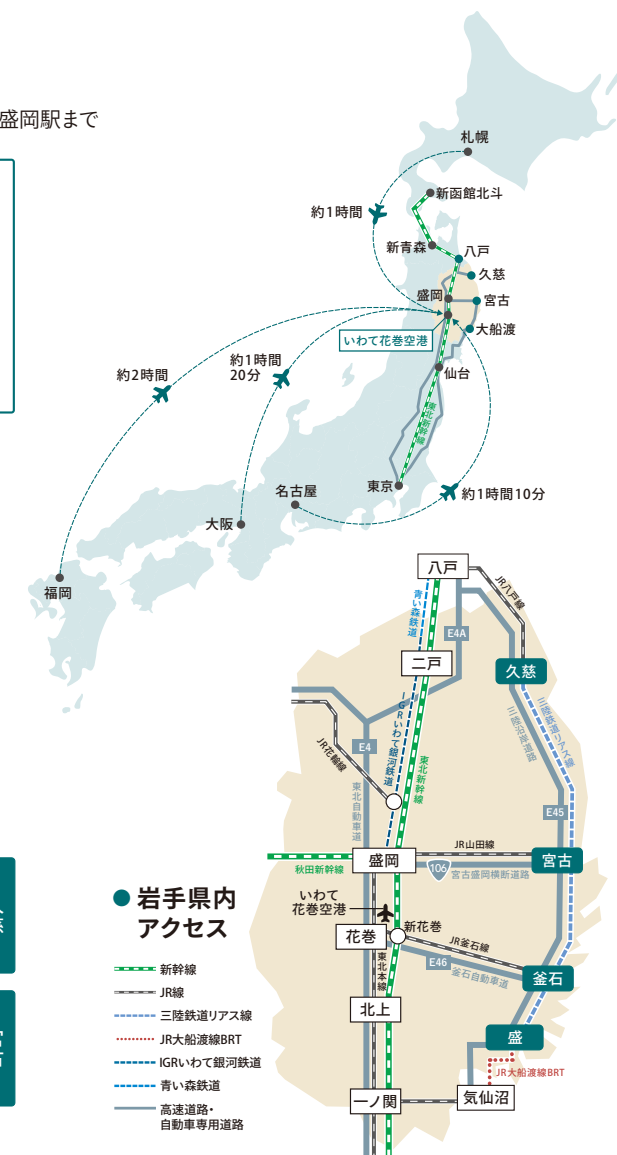 盛岡駅まで
札幌
新函館北斗
約1時間
新青森
八戸
久慈
盛岡
宮古
大船渡
いわて花巻空港
約2時間
約1時間
20分
仙台
東北新幹線
東京
名古屋
約1時間10分
大阪
福岡
八戸
JR八戸線
青い森鉄道
E4A
二戸
久慈
IGRいわて銀河鉄道
三陸沿岸道路
三陸鉄道リアス線
E4
JR花輪線
東北新幹線
東北自動車道
E45
JR山田線
盛岡
宮古
秋田新幹線
106
宮古盛岡横断道路
岩手県内
アクセス
いわて
花巻空港
新花巻
花巻
JR釜石線
東北本線
E46
釜石自動車道
釜石
北上
盛
JR大船渡線BRT
一ノ関
気仙沼
新幹線
JR線
三陸鉄道リアス線
JR大船渡線BRT
IGRいわて銀河鉄道
青い森鉄道
高速道路・
自動車専用道路